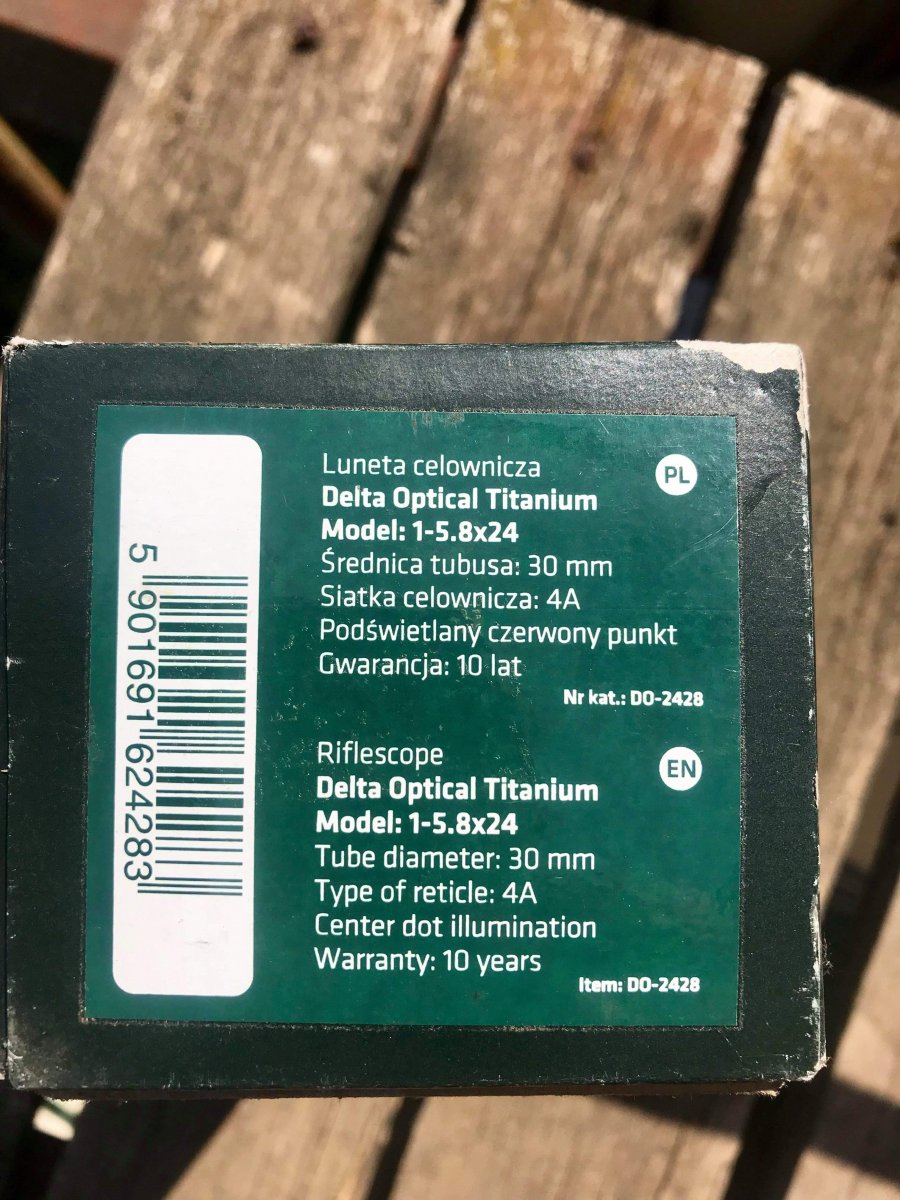 5 901691 624283
Luneta celownicza
PL
Delta Optical Titanium
Model: 1-5.8x24
Średnica tubusa: 30 mm
Siatka celownicza: 4A
Podświetlany czerwony punkt
Gwarancja: 10 lat
Nr kat.: DO-2428
Riflescope
EN
Delta Optical Titanium
Model: 1-5.8x24
Tube diameter: 30 mm
Type of reticle: 4A
Center dot illumination
Warranty: 10 years
Item: DO-2428